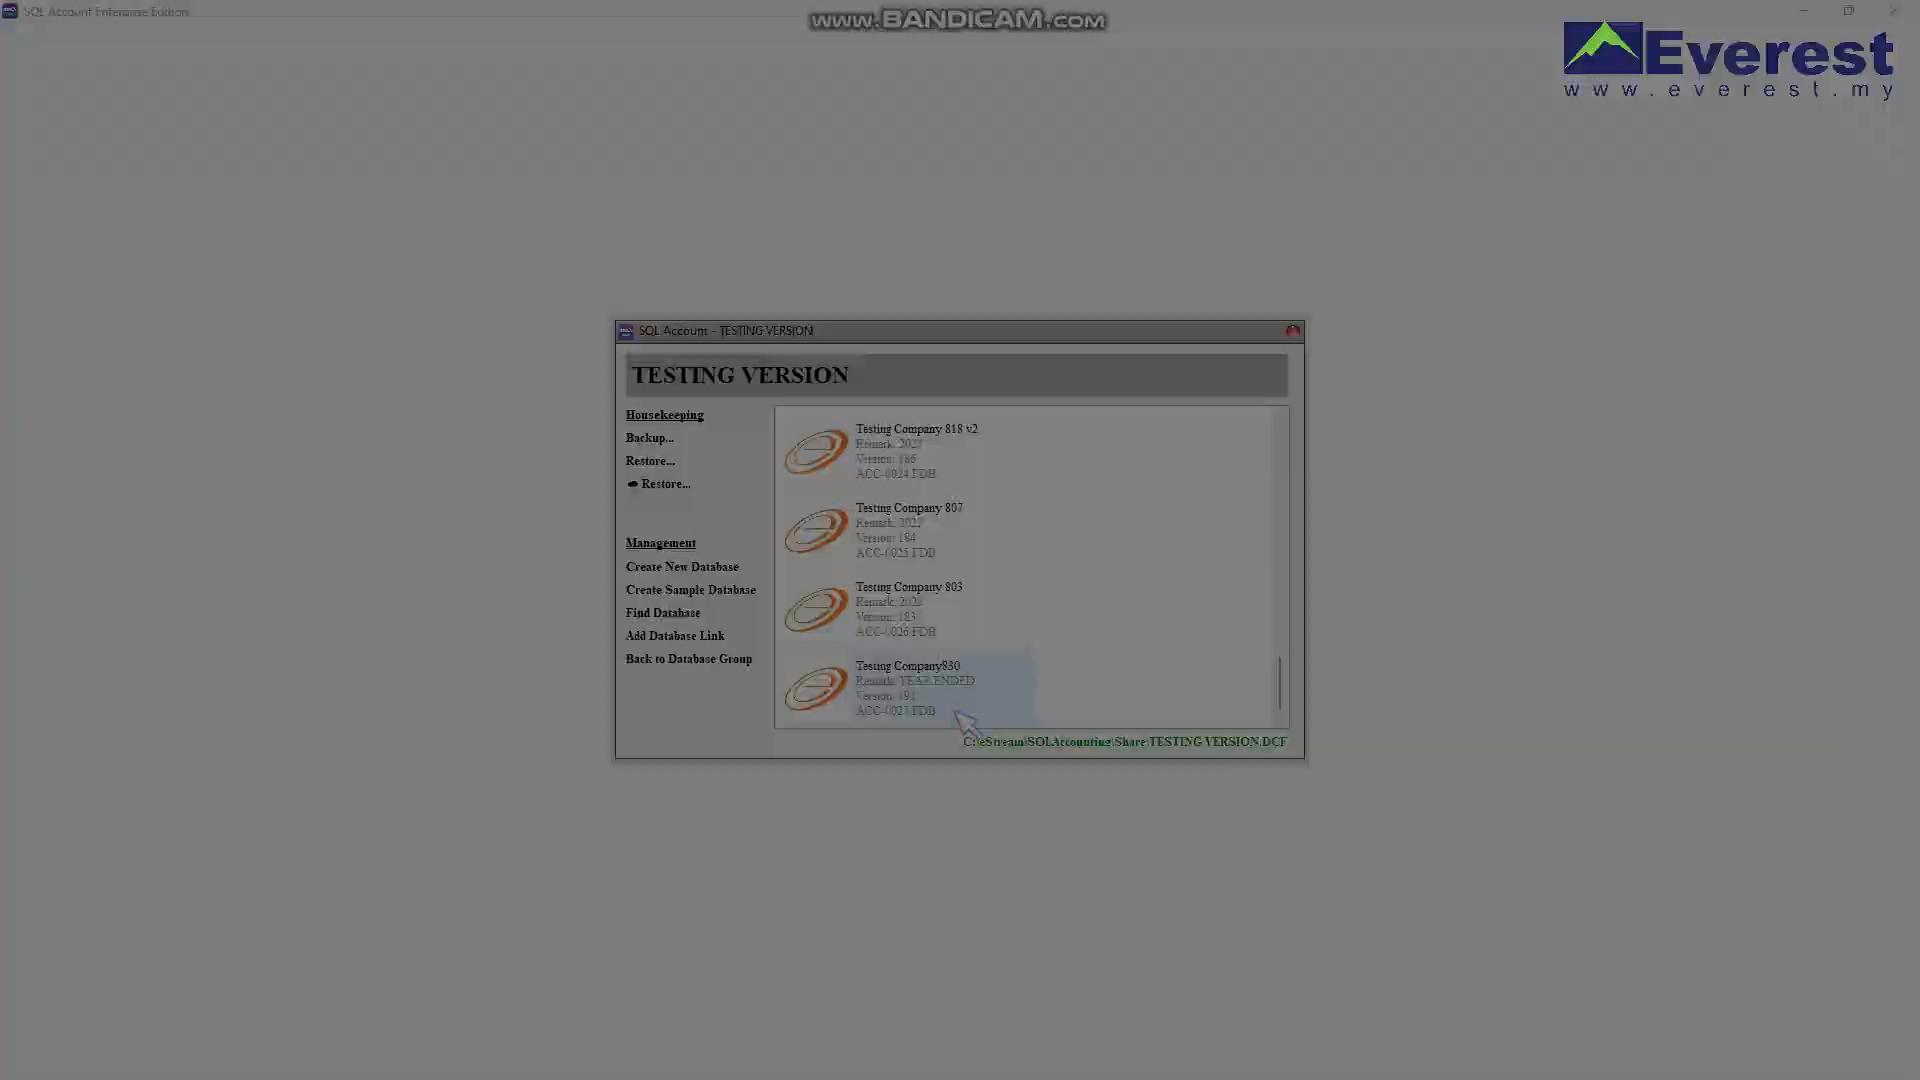 SQL Account Enterprise Edition
www.BANDICAM.com
Everest
www.everest.my
SQL Account - TESTING VERSION
TESTING VERSION
Housekeeping
Backup...
Restore...
Restore...
Management
Create New Database
Create Sample Database
Find Database
Add Database Link
Back to Database Group
Testing Company 818 v2
Remark:
Version: 186
ACC-0024.FDB
Testing Company 807
Remark:
Version: 184
ACC-0025.FDB
Testing Company 803
Remark:
Version: 183
ACC-0026.FDB
Testing Company830
Remark: YEAR ENDED
Version: 191
ACC-0027.FDB
C:\eStream\SQLAccounting\Share\TESTING VERSION.DCF